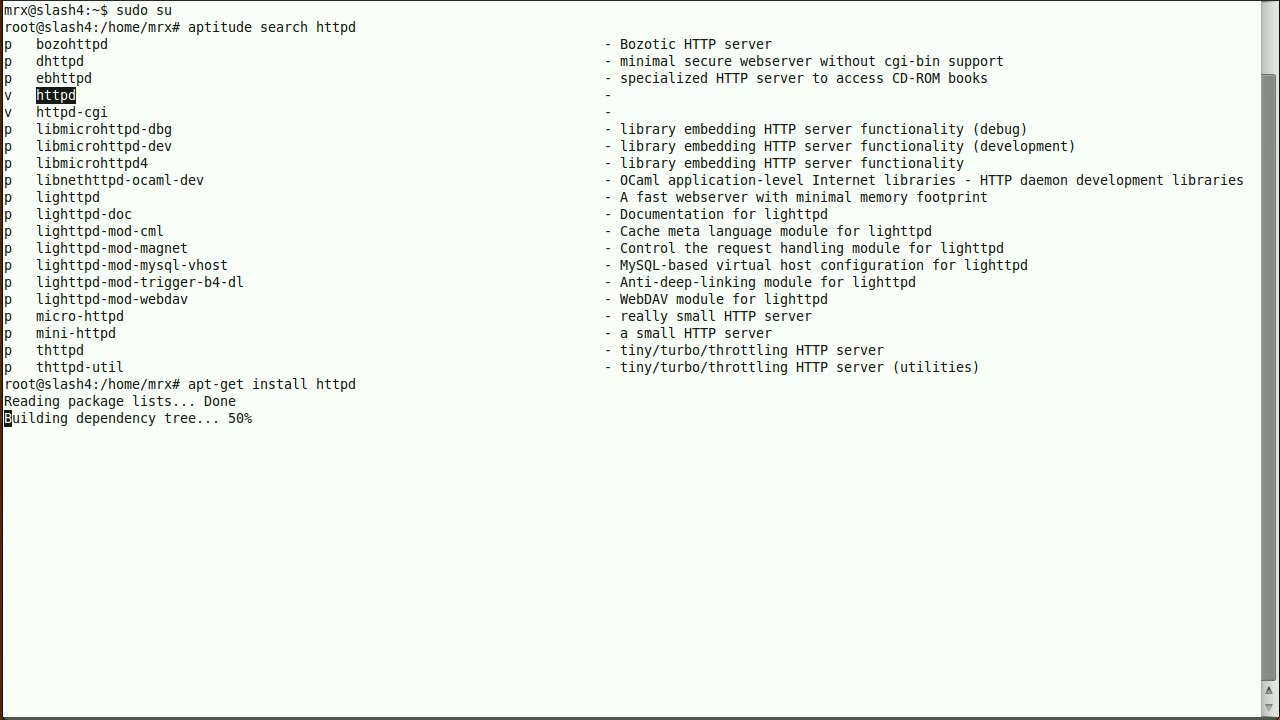 mrx@slash4:~$ sudo su
root@slash4:/home/mrx# aptitude search httpd
p   bozohttpd                                                              - Bozotic HTTP server
p   dhttpd                                                                 - minimal secure webserver without cgi-bin support
p   ebhttpd                                                                - specialized HTTP server to access CD-ROM books
v   httpd                                                                  -
v   httpd-cgi                                                              -
p   libmicrohttpd-dbg                                                      - library embedding HTTP server functionality (debug)
p   libmicrohttpd-dev                                                      - library embedding HTTP server functionality (development)
p   libmicrohttpd4                                                         - library embedding HTTP server functionality
p   libnethttpd-ocaml-dev                                                  - OCaml application-level Internet libraries - HTTP daemon development libraries
p   lighttpd                                                               - A fast webserver with minimal memory footprint
p   lighttpd-doc                                                           - Documentation for lighttpd
p   lighttpd-mod-cml                                                       - Cache meta language module for lighttpd
p   lighttpd-mod-magnet                                                    - Control the request handling module for lighttpd
p   lighttpd-mod-mysql-vhost                                               - MySQL-based virtual host configuration for lighttpd
p   lighttpd-mod-trigger-b4-dl                                             - Anti-deep-linking module for lighttpd
p   lighttpd-mod-webdav                                                    - WebDAV module for lighttpd
p   micro-httpd                                                            - really small HTTP server
p   mini-httpd                                                             - a small HTTP server
p   thttpd                                                                 - tiny/turbo/throttling HTTP server
p   thttpd-util                                                            - tiny/turbo/throttling HTTP server (utilities)
root@slash4:/home/mrx# apt-get install httpd
Reading package lists... Done
Building dependency tree... 50%